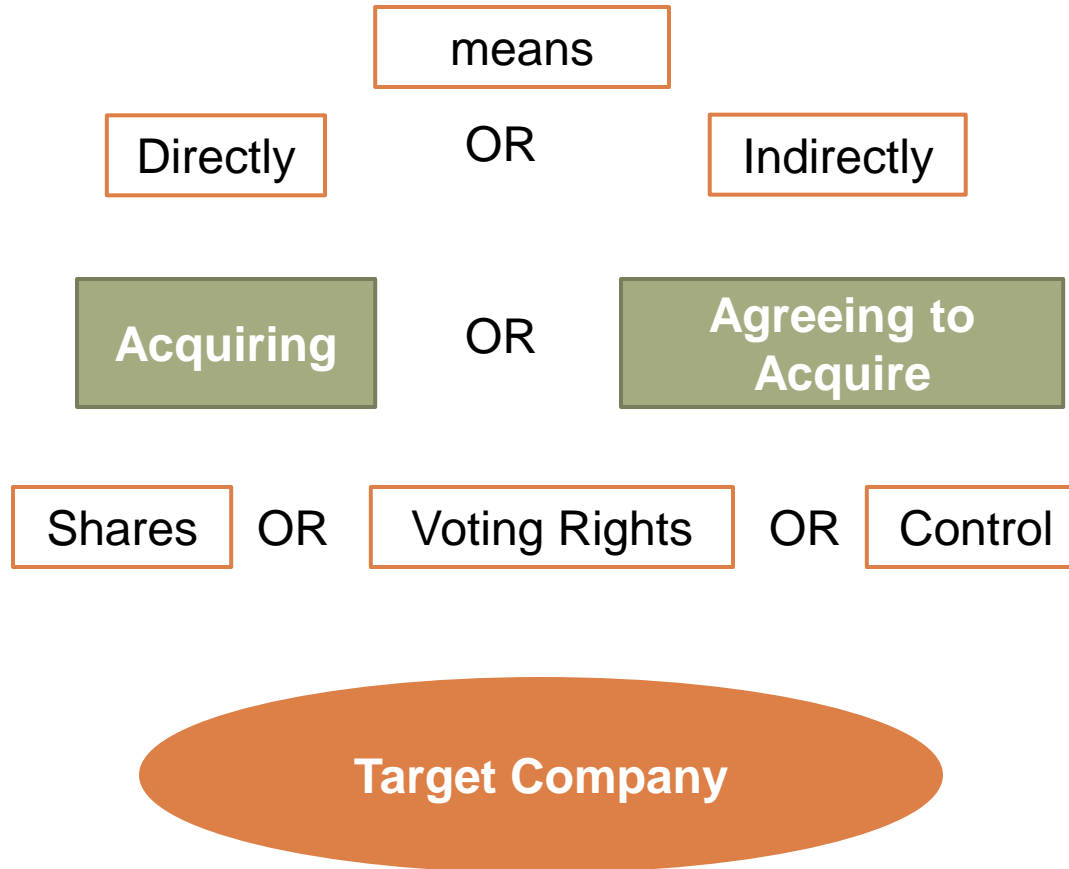 means
Directly OR Indirectly
Acquiring OR Agreeing to
Acquire
Shares OR Voting Rights OR Control
Target Company